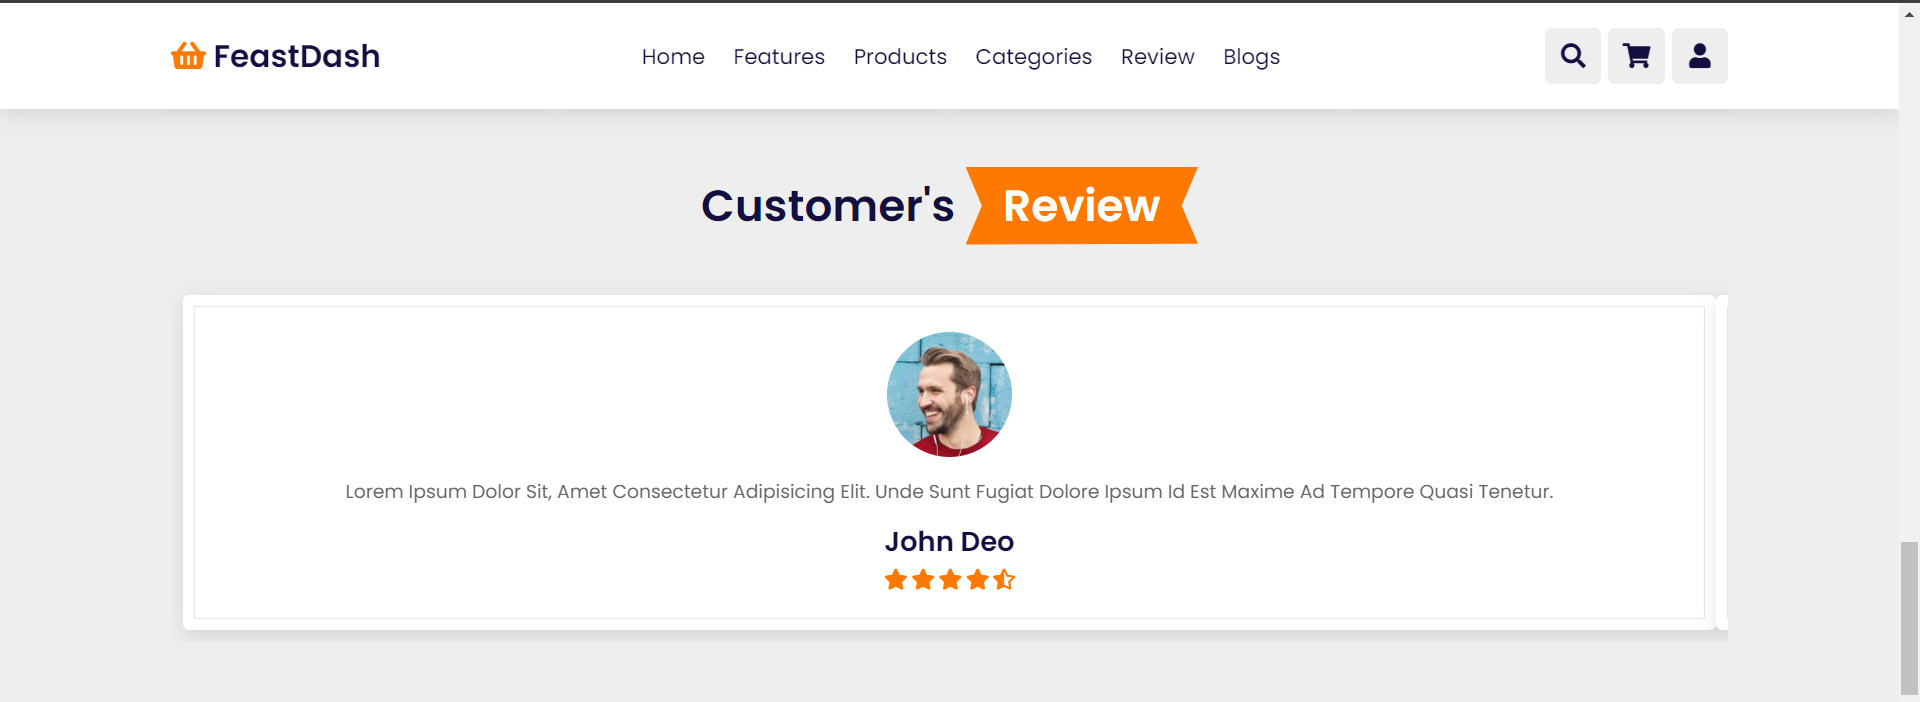 FeastDash
Home Features Products Categories Review Blogs
Customer's Review
Lorem Ipsum Dolor Sit, Amet Consectetur Adipisicing Elit. Unde Sunt Fugiat Dolore Ipsum Id Est Maxime Ad Tempore Quasi Tenetur.
John Deo